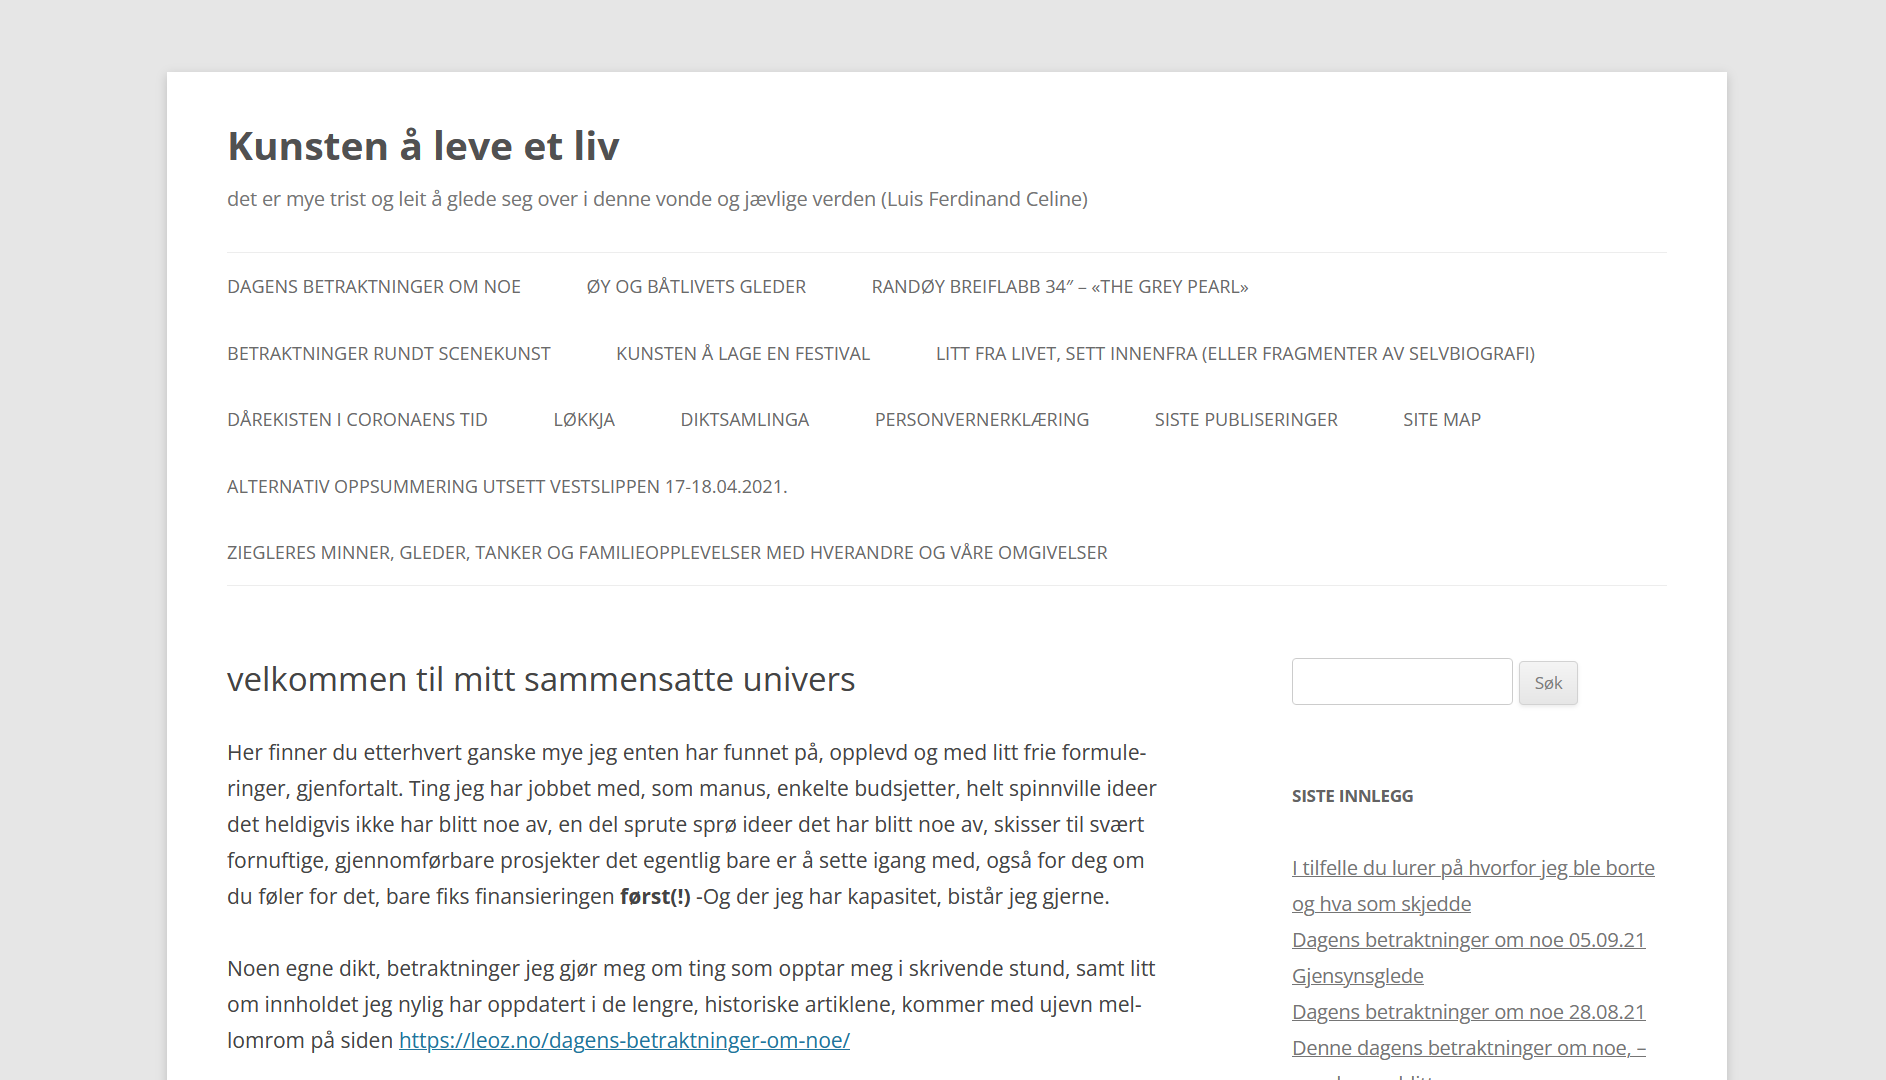 Kunsten å leve et liv
det er mye trist og leit å glede seg over i denne vonde og jævlige verden (Luis Ferdinand Celine)
DAGENS BETRAKTNINGER OM NOE ØY OG BÅTLIVETS GLEDER RANDØY BREIFLABB 34″ – «THE GREY PEARL»
BETRAKTNINGER RUNDT SCENEKUNST KUNSTEN Å LAGE EN FESTIVAL LITT FRA LIVET, SETT INNENFRA (ELLER FRAGMENTER AV SELVBIOGRAFI)
DÅREKISTEN I CORONAENS TID LØKKJA DIKTSAMLINGA PERSONVERNERKLÆRING SISTE PUBLISERINGER SITE MAP
ALTERNATIV OPPSUMMERING UTSETT VESTSLIPPEN 17-18.04.2021.
ZIEGLERES MINNER, GLEDER, TANKER OG FAMILIEOPPLEVELSER MED HVERANDRE OG VÅRE OMGIVELSER
velkommen til mitt sammensatte univers
Her finner du etterhvert ganske mye jeg enten har funnet på, opplevd og med litt frie formule-
ringer, gjenfortalt. Ting jeg har jobbet med, som manus, enkelte budsjetter, helt spinnville ideer
det heldigvis ikke har blitt noe av, en del sprute sprø ideer det har blitt noe av, skisser til svært
fornuftige, gjennomførbare prosjekter det egentlig bare er å sette igang med, også for deg om
du føler for det, bare fiks finansieringen først(!) -Og der jeg har kapasitet, bistår jeg gjerne.
Noen egne dikt, betraktninger jeg gjør meg om ting som opptar meg i skrivende stund, samt litt
om innholdet jeg nylig har oppdatert i de lengre, historiske artiklene, kommer med ujevn mel-
lomrom på siden https://leoz.no/dagens-betraktninger-om-noe/
Søk
SISTE INNLEGG
I tilfelle du lurer på hvorfor jeg ble borte
og hva som skjedde
Dagens betraktninger om noe 05.09.21
Gjensynsglede
Dagens betraktninger om noe 28.08.21
Denne dagens betraktninger om noe, –